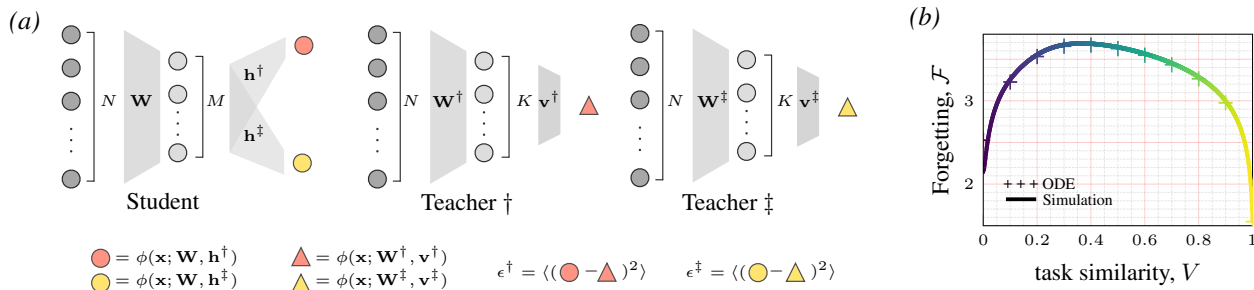 (a)
N W M h† h‡
Student
N W† K v†
Teacher †
N W‡ K v‡
Teacher ‡
= ϕ(x; W, h†)
= ϕ(x; W, h‡)
= ϕ(x; W†, v†)
= ϕ(x; W‡, v‡)
ϵ† = ⟨( − )²⟩
ϵ‡ = ⟨( − )²⟩
(b)
Forgetting, F
3
2
+++ ODE
Simulation
0 0.2 0.4 0.6 0.8 1
task similarity, V